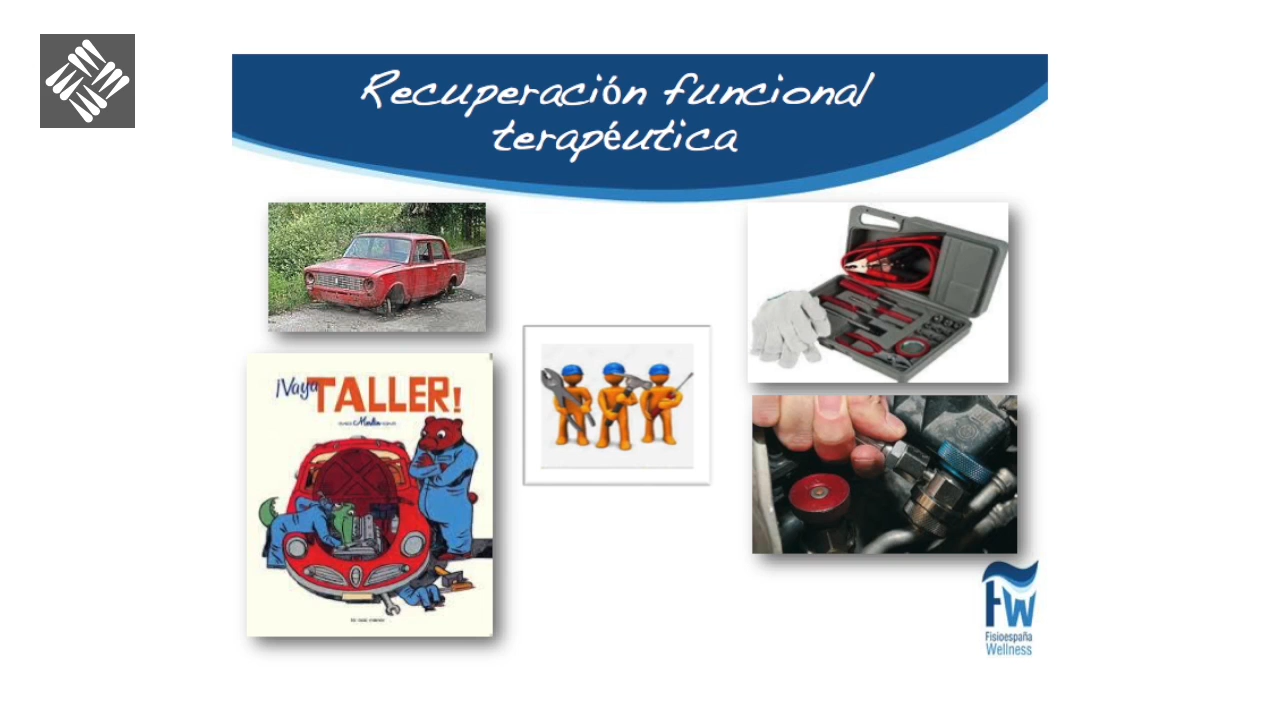 Recuperación funcional
terapéutica
¡Vaya
TALLER!
Fisioespaña
Wellness